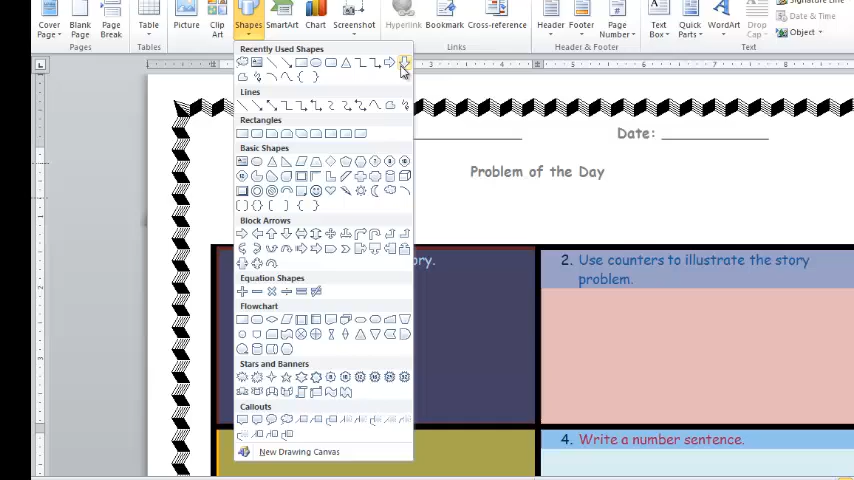 Cover Page
Blank Page
Page Break
Table
Picture
Clip Art
Shapes
SmartArt
Chart
Screenshot
Hyperlink
Bookmark
Cross-reference
Header
Footer
Page Number
Text Box
Quick Parts
WordArt
Drop Cap
Signature Line
Date & Time
Object
Pages
Tables
Links
Header & Footer
Text
Recently Used Shapes
Lines
Rectangles
Basic Shapes
Block Arrows
Equation Shapes
Flowchart
Stars and Banners
Callouts
New Drawing Canvas
Date:
Problem of the Day
ory.
2. Use counters to illustrate the story
problem.
4. Write a number sentence.